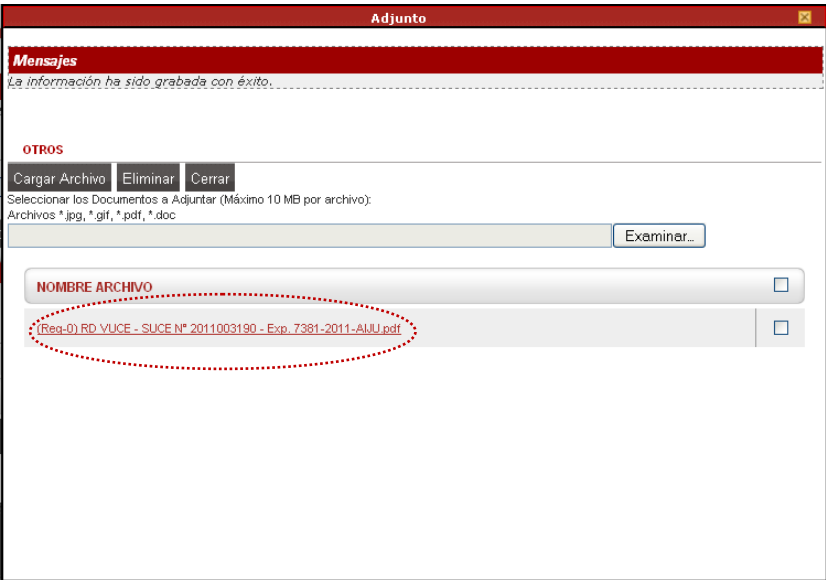 Adjunto
Mensajes
La información ha sido grabada con éxito.
OTROS
Cargar Archivo Eliminar Cerrar
Seleccionar los Documentos a Adjuntar (Máximo 10 MB por archivo):
Archivos *.jpg, *.gif, *.pdf, *.doc
Examinar...
NOMBRE ARCHIVO
(Req-0) RD VUCE - SUCE N° 2011003190 - Exp. 7381-2011-AIJU.pdf